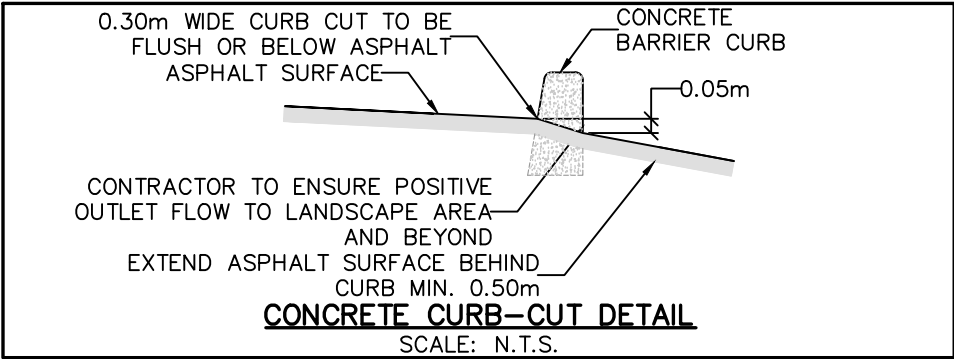 0.30m WIDE CURB CUT TO BE
FLUSH OR BELOW ASPHALT
ASPHALT SURFACE
CONCRETE
BARRIER CURB
0.05m
CONTRACTOR TO ENSURE POSITIVE
OUTLET FLOW TO LANDSCAPE AREA
AND BEYOND
EXTEND ASPHALT SURFACE BEHIND
CURB MIN. 0.50m
CONCRETE CURB-CUT DETAIL
SCALE: N.T.S.